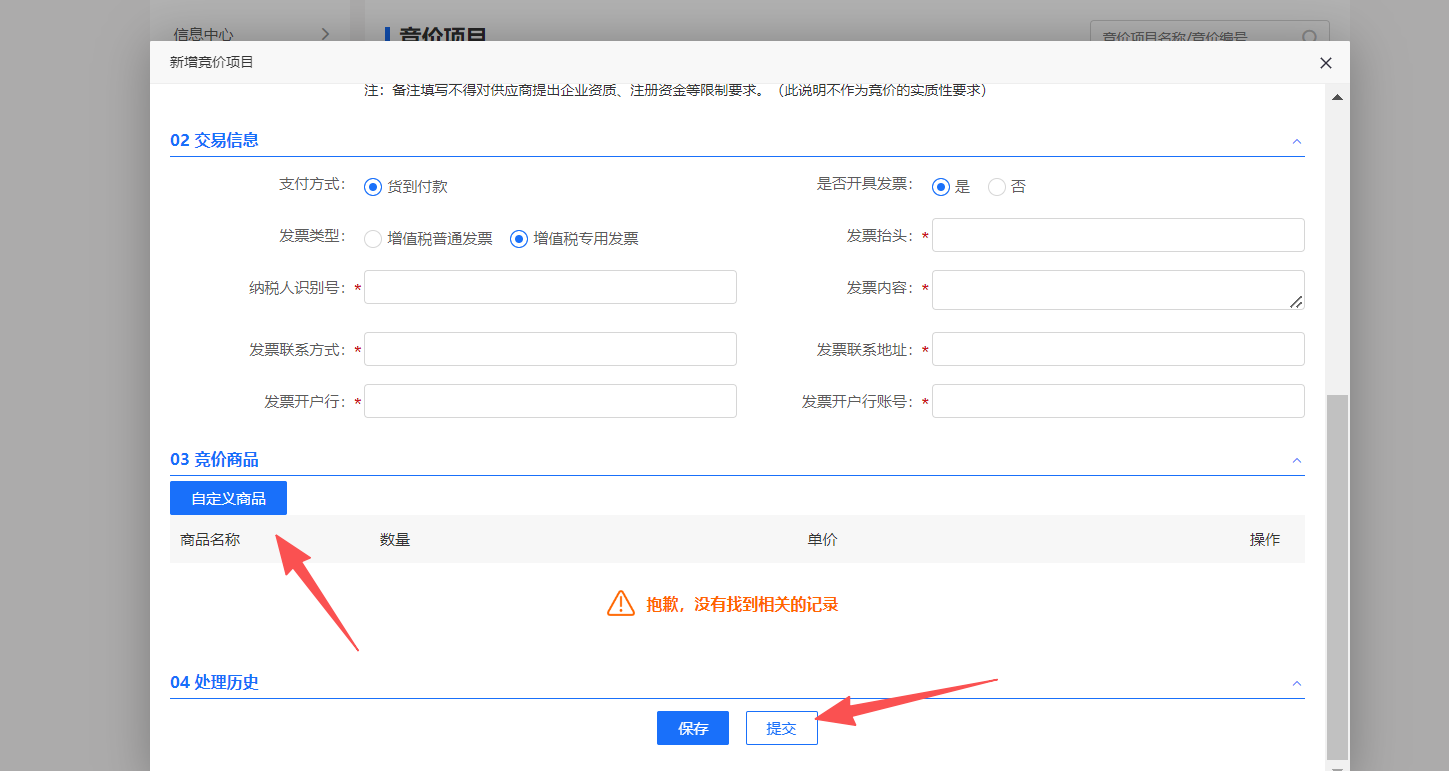 信息中心
竞价项目
竞价项目名称/竞价编号
新增竞价项目
注：备注填写不得对供应商提出企业资质、注册资金等限制要求。（此说明不作为竞价的实质性要求）
02 交易信息
支付方式： 货到付款 是否开具发票： 是 否
发票类型： 增值税普通发票 增值税专用发票 发票抬头：*
纳税人识别号：* 发票内容：*
发票联系方式：* 发票联系地址：*
发票开户行：* 发票开户行账号：*
03 竞价商品
自定义商品
商品名称 数量 单价 操作
抱歉，没有找到相关的记录
04 处理历史
保存 提交